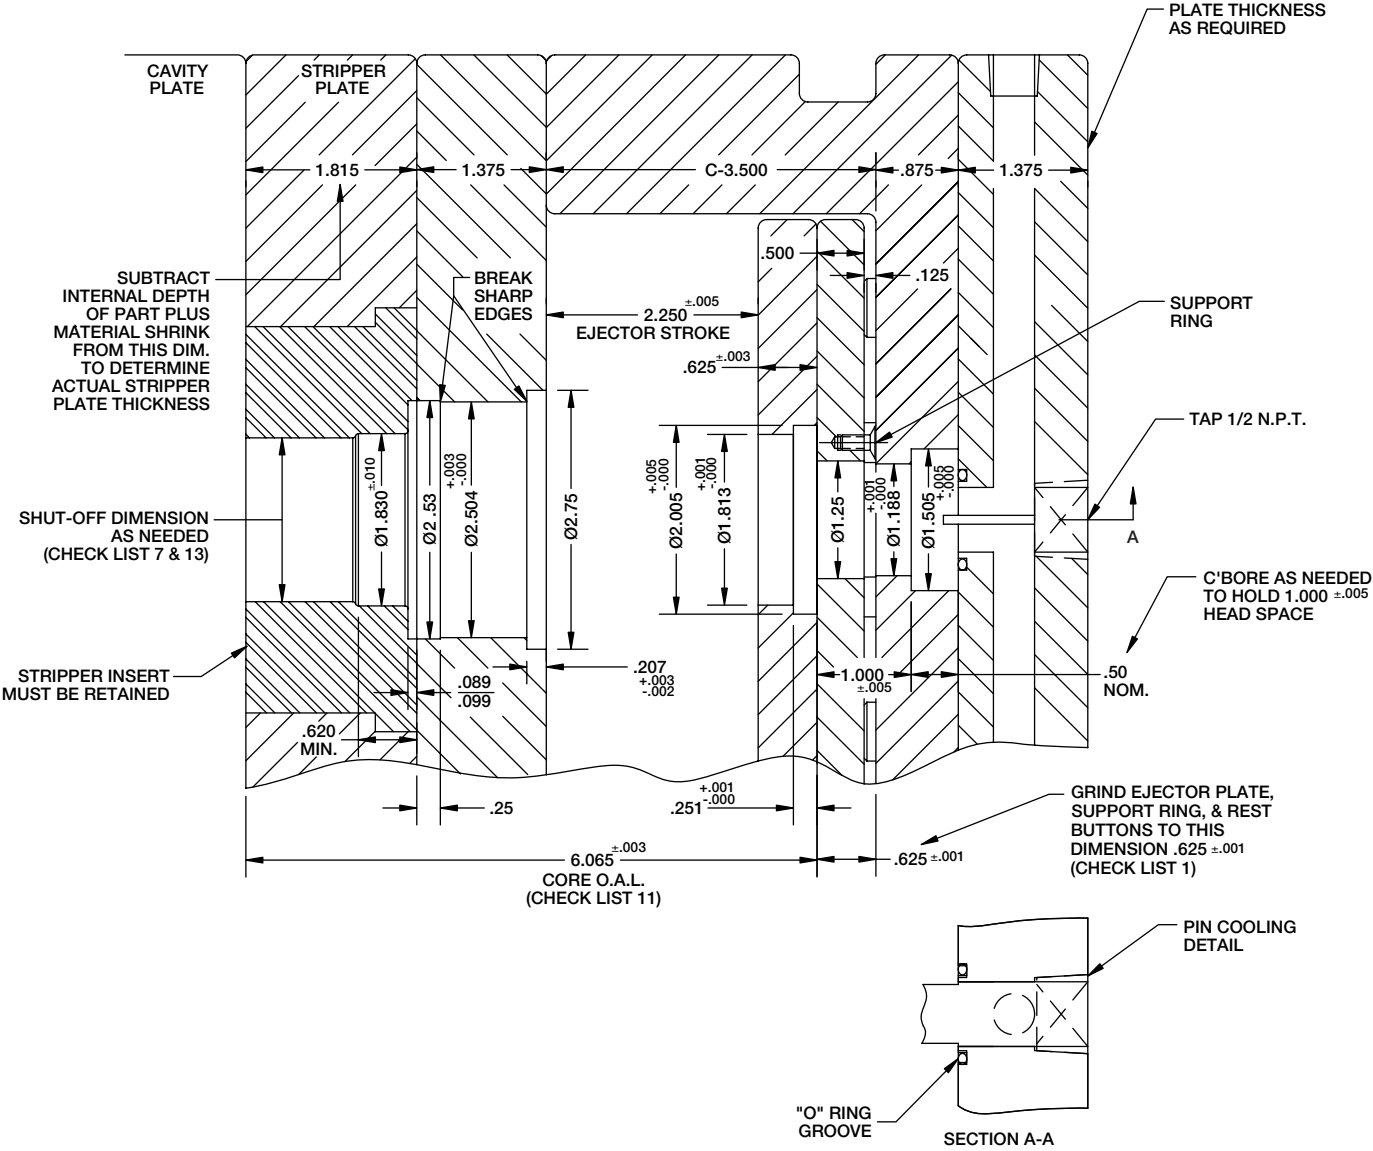 PLATE THICKNESS
AS REQUIRED
CAVITY
PLATE
STRIPPER
PLATE
1.815
1.375
C-3.500
.875
1.375
SUBTRACT
INTERNAL DEPTH
OF PART PLUS
MATERIAL SHRINK
FROM THIS DIM.
TO DETERMINE
ACTUAL STRIPPER
PLATE THICKNESS
BREAK
SHARP
EDGES
2.250 ±.005
EJECTOR STROKE
.500
.125
SUPPORT
RING
.625 ±.003
TAP 1/2 N.P.T.
SHUT-OFF DIMENSION
AS NEEDED
(CHECK LIST 7 & 13)
Ø1.830 ±.010
Ø2.53
Ø2.504 +.003 -.000
Ø2.75
Ø2.005 +.005 -.000
Ø1.813 +.001 -.000
Ø1.25
Ø1.188 +.001 -.000
Ø1.505 +.005 -.000
A
C'BORE AS NEEDED
TO HOLD 1.000 ±.005
HEAD SPACE
STRIPPER INSERT
MUST BE RETAINED
.089
.099
.207
+.003
-.002
1.000
±.005
.50
NOM.
.620
MIN.
.25
.251 +.001 -.000
GRIND EJECTOR PLATE,
SUPPORT RING, & REST
BUTTONS TO THIS
DIMENSION .625 ±.001
(CHECK LIST 1)
6.065 ±.003
CORE O.A.L.
(CHECK LIST 11)
.625 ±.001
PIN COOLING
DETAIL
"O" RING
GROOVE
SECTION A-A